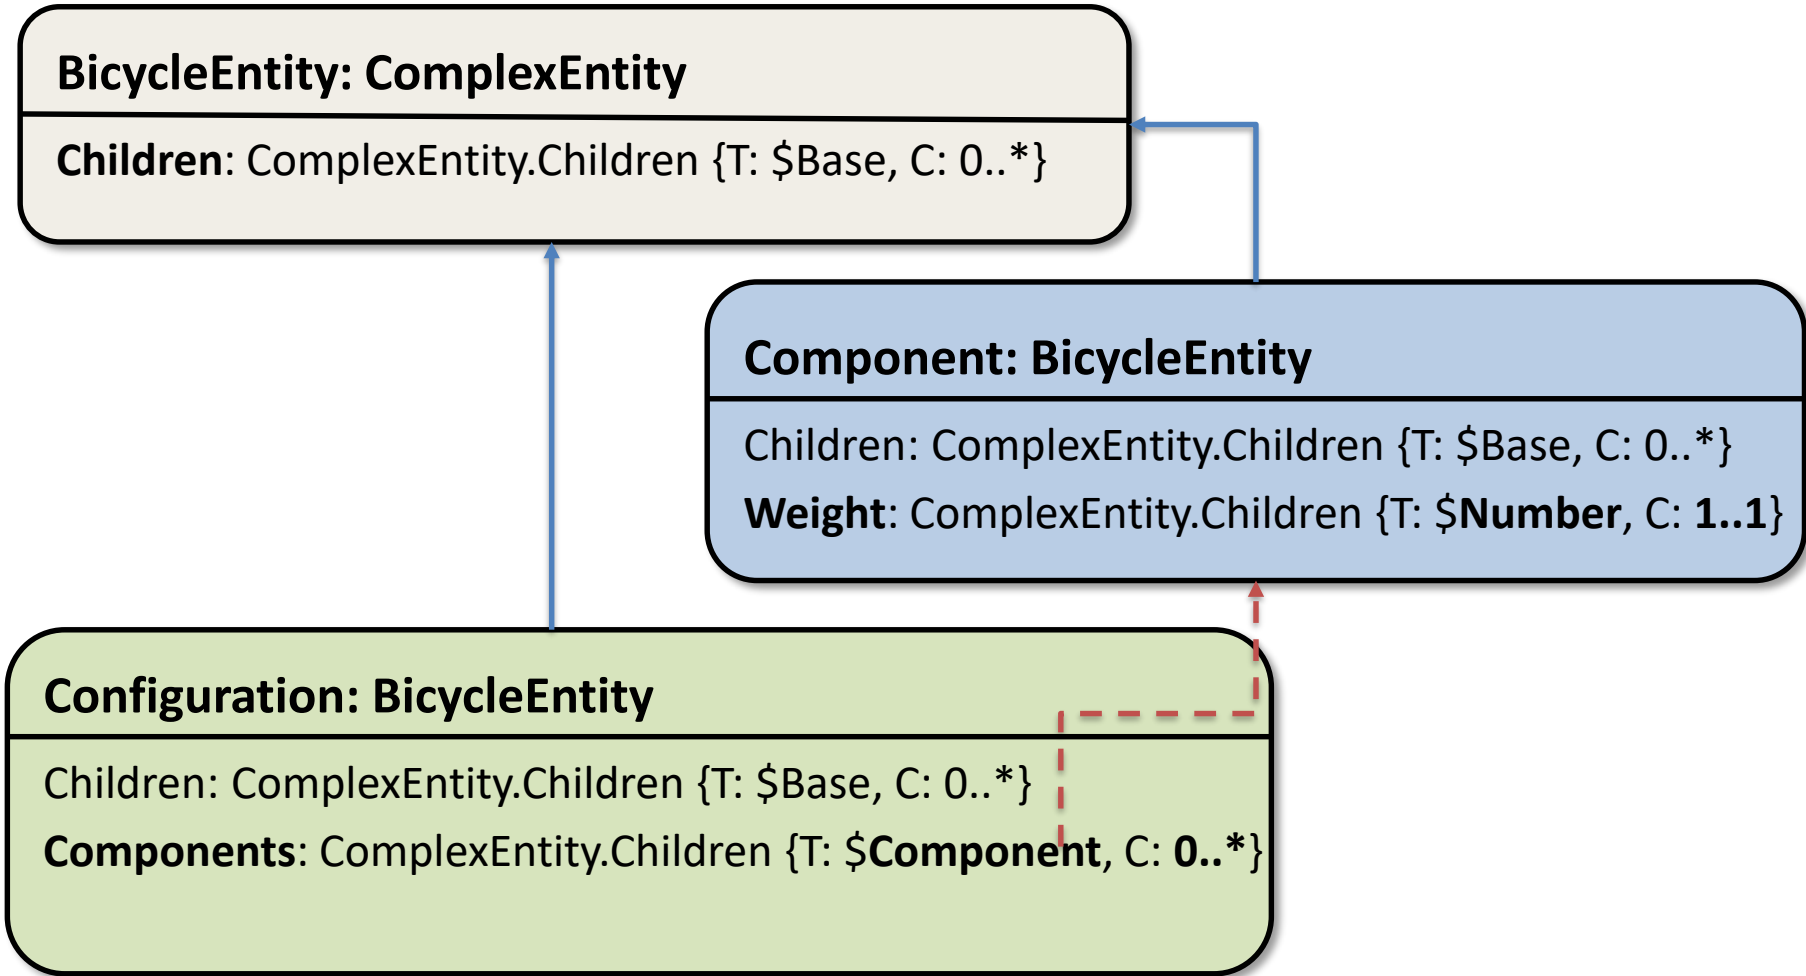 BicycleEntity: ComplexEntity
Children: ComplexEntity.Children {T: $Base, C: 0..*}
Component: BicycleEntity
Children: ComplexEntity.Children {T: $Base, C: 0..*}
Weight: ComplexEntity.Children {T: $Number, C: 1..1}
Configuration: BicycleEntity
Children: ComplexEntity.Children {T: $Base, C: 0..*}
Components: ComplexEntity.Children {T: $Component, C: 0..*}